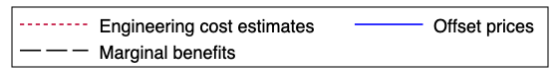 Engineering cost estimates Offset prices
Marginal benefits